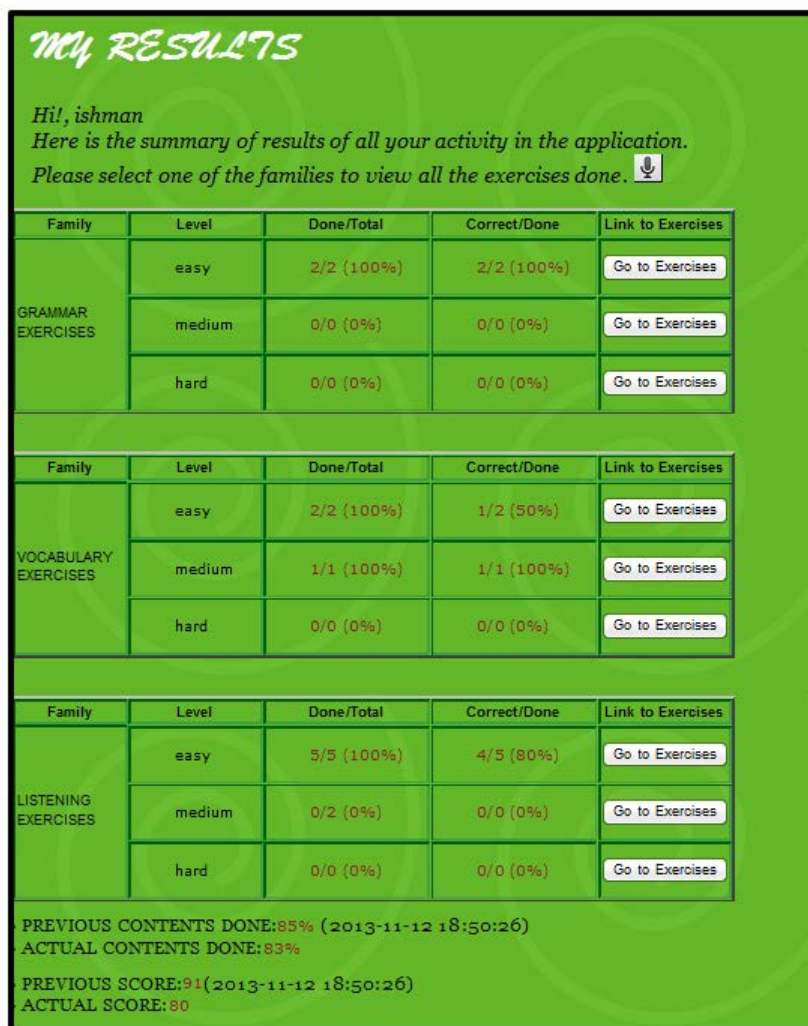 MY RESULTS
Hi!, ishman
Here is the summary of results of all your activity in the application.
Please select one of the families to view all the exercises done.
Family Level Done/Total Correct/Done Link to Exercises
GRAMMAR EXERCISES
easy 2/2 (100%) 2/2 (100%) Go to Exercises
medium 0/0 (0%) 0/0 (0%) Go to Exercises
hard 0/0 (0%) 0/0 (0%) Go to Exercises
Family Level Done/Total Correct/Done Link to Exercises
VOCABULARY EXERCISES
easy 2/2 (100%) 1/2 (50%) Go to Exercises
medium 1/1 (100%) 1/1 (100%) Go to Exercises
hard 0/0 (0%) 0/0 (0%) Go to Exercises
Family Level Done/Total Correct/Done Link to Exercises
LISTENING EXERCISES
easy 5/5 (100%) 4/5 (80%) Go to Exercises
medium 0/2 (0%) 0/0 (0%) Go to Exercises
hard 0/0 (0%) 0/0 (0%) Go to Exercises
PREVIOUS CONTENTS DONE:85% (2013-11-12 18:50:26)
ACTUAL CONTENTS DONE:83%
PREVIOUS SCORE:91(2013-11-12 18:50:26)
ACTUAL SCORE:80